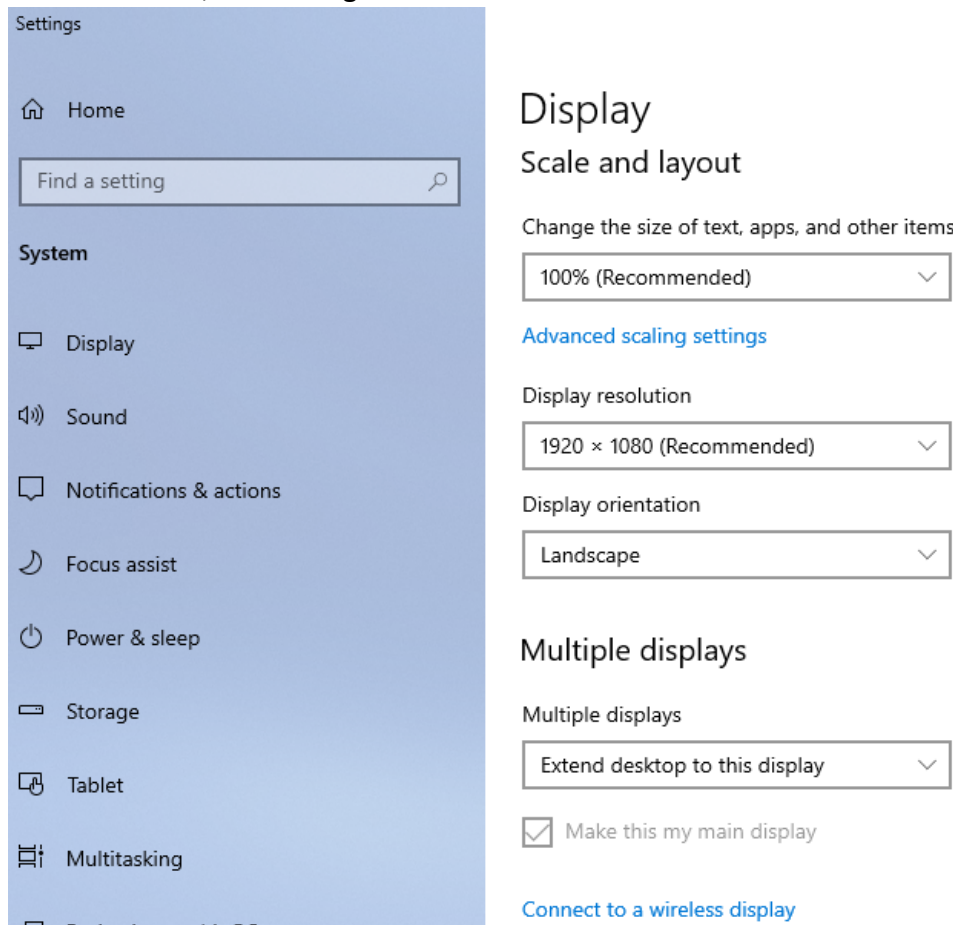 Settings
Home
Find a setting
System
Display
Sound
Notifications & actions
Focus assist
Power & sleep
Storage
Tablet
Multitasking
Display
Scale and layout
Change the size of text, apps, and other items
100% (Recommended)
Advanced scaling settings
Display resolution
1920 × 1080 (Recommended)
Display orientation
Landscape
Multiple displays
Multiple displays
Extend desktop to this display
Make this my main display
Connect to a wireless display